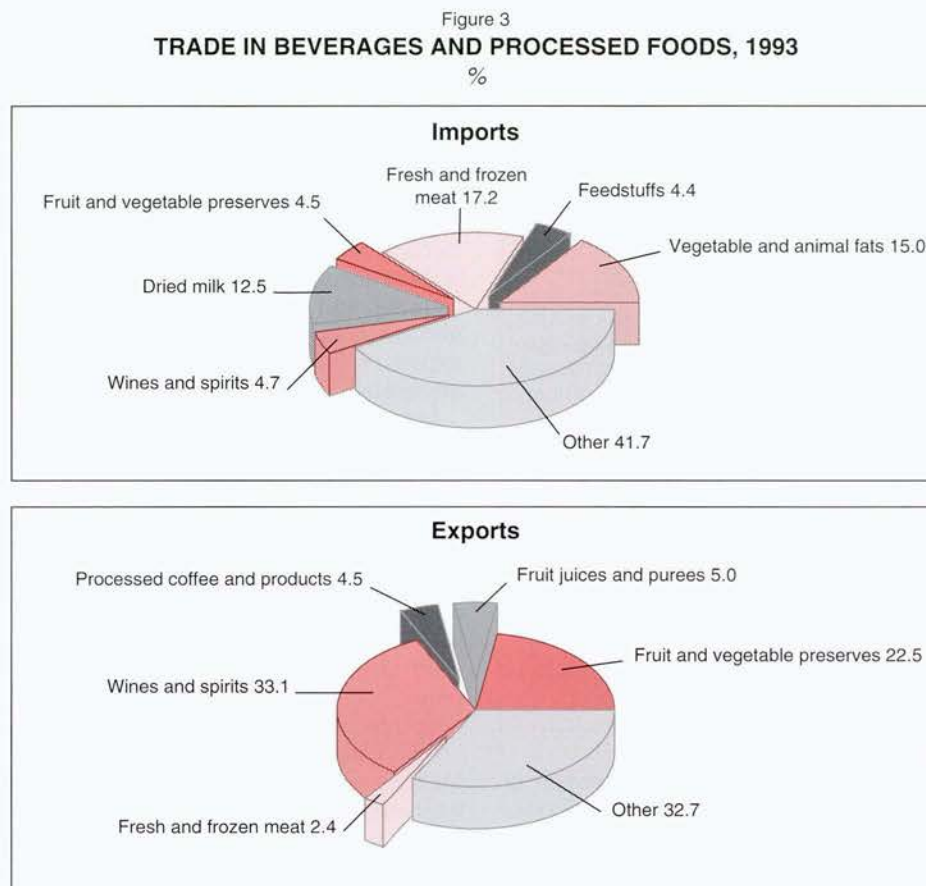 Figure 3
TRADE IN BEVERAGES AND PROCESSED FOODS, 1993
%
Imports
Fresh and frozen
meat 17.2
Feedstuffs 4.4
Fruit and vegetable preserves 4.5
Vegetable and animal fats 15.0
Dried milk 12.5
Wines and spirits 4.7
Other 41.7
Exports
Processed coffee and products 4.5
Fruit juices and purees 5.0
Fruit and vegetable preserves 22.5
Wines and spirits 33.1
Other 32.7
Fresh and frozen meat 2.4